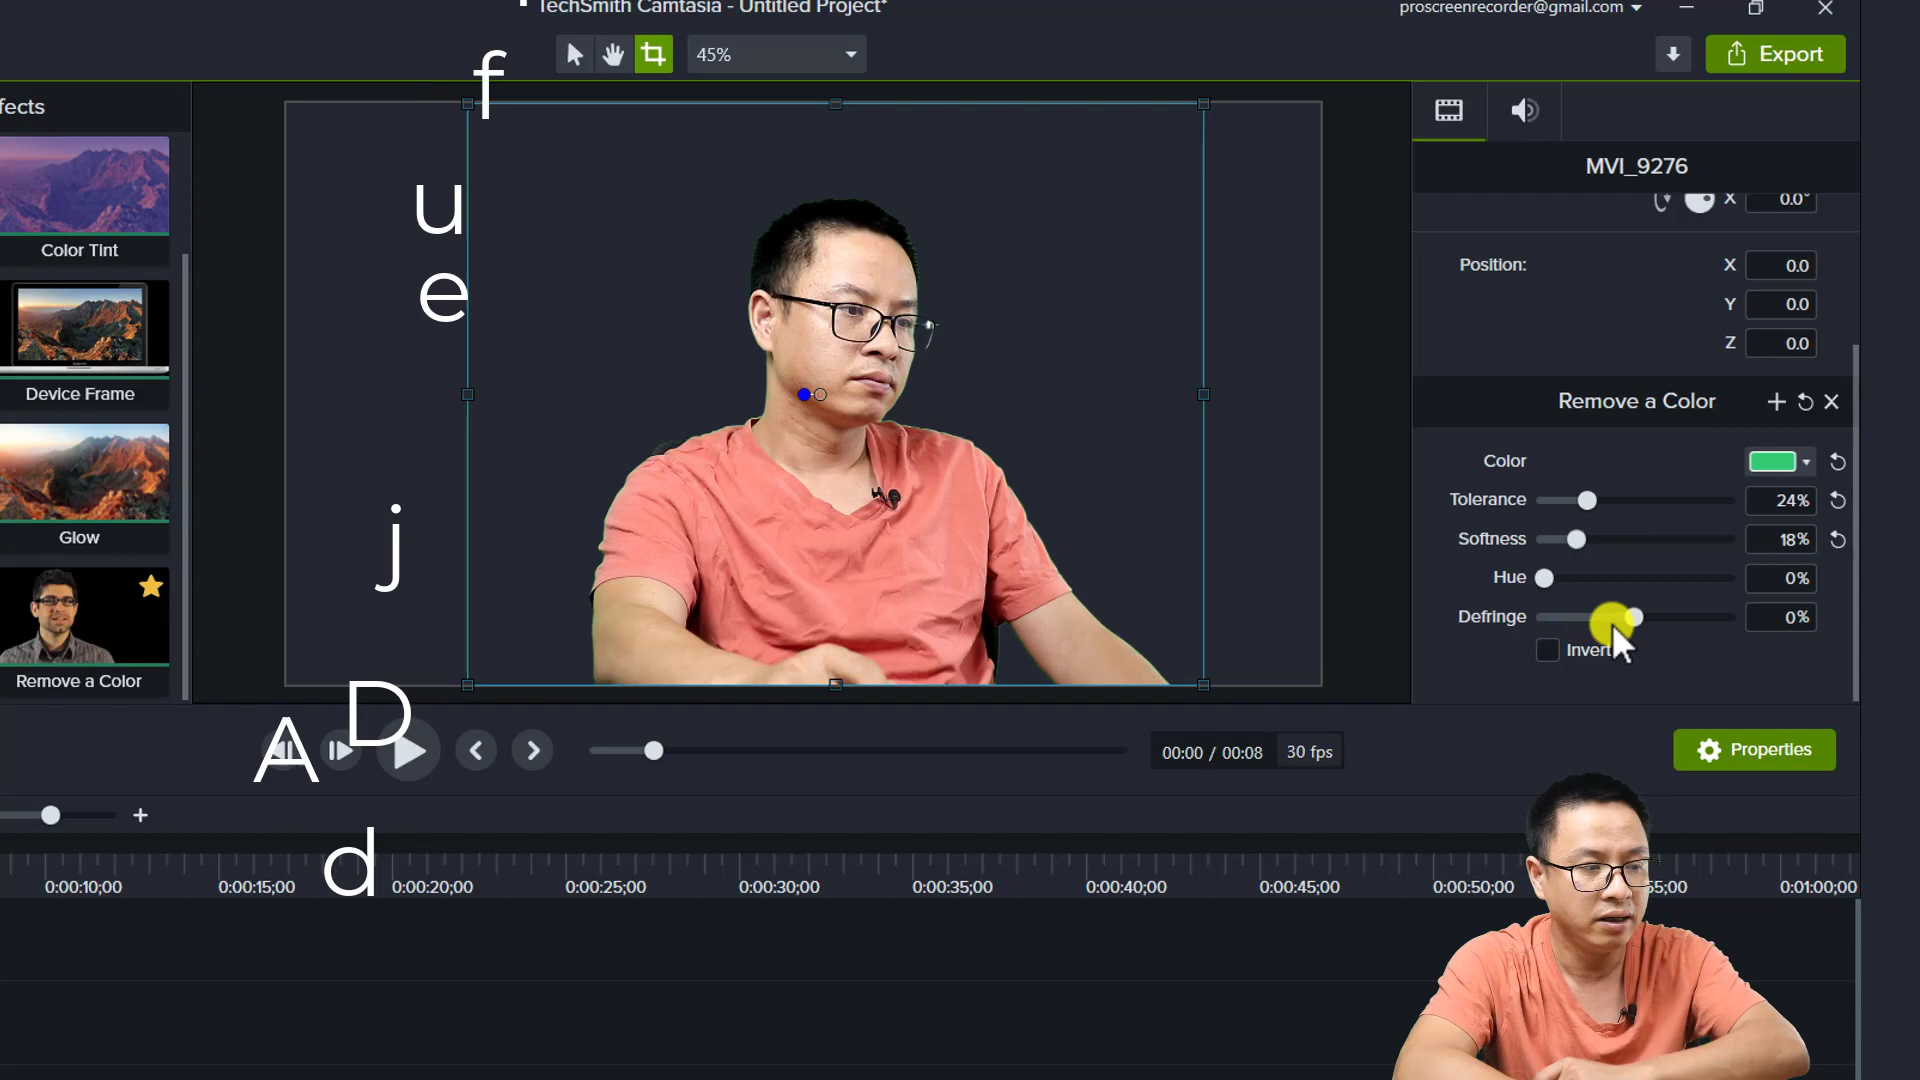 TechSmith Camtasia - Untitled Project*
proscreenrecorder@gmail.com
45%
Export
fects
f
MVI_9276
X 0.0°
u
Color Tint
Position: X 0.0
Y 0.0
e
Z 0.0
Device Frame
Remove a Color
Color
Tolerance 24%
j
Glow
Softness 18%
Hue 0%
Defringe 0%
Invert
Remove a Color
D
A
00:00 / 00:08 30 fps
Properties
d
0:00:10;00 0:00:15;00 0:00:20;00 0:00:25;00 0:00:30;00 0:00:35;00 0:00:40;00 0:00:45;00 0:00:50;00 55;00 0:01:00;00